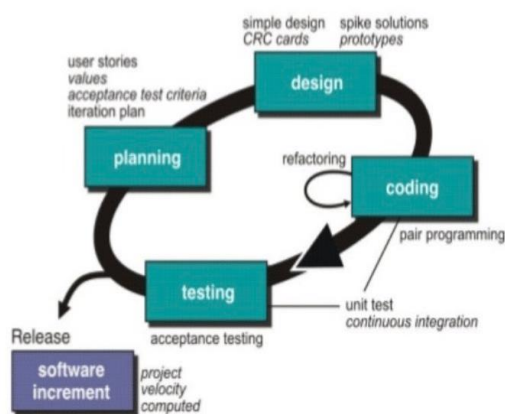 simple design
CRC cards
spike solutions
prototypes
design
user stories
values
acceptance test criteria
iteration plan
planning
refactoring
coding
pair programming
testing
acceptance testing
unit test
continuous integration
Release
software
increment
project
velocity
computed